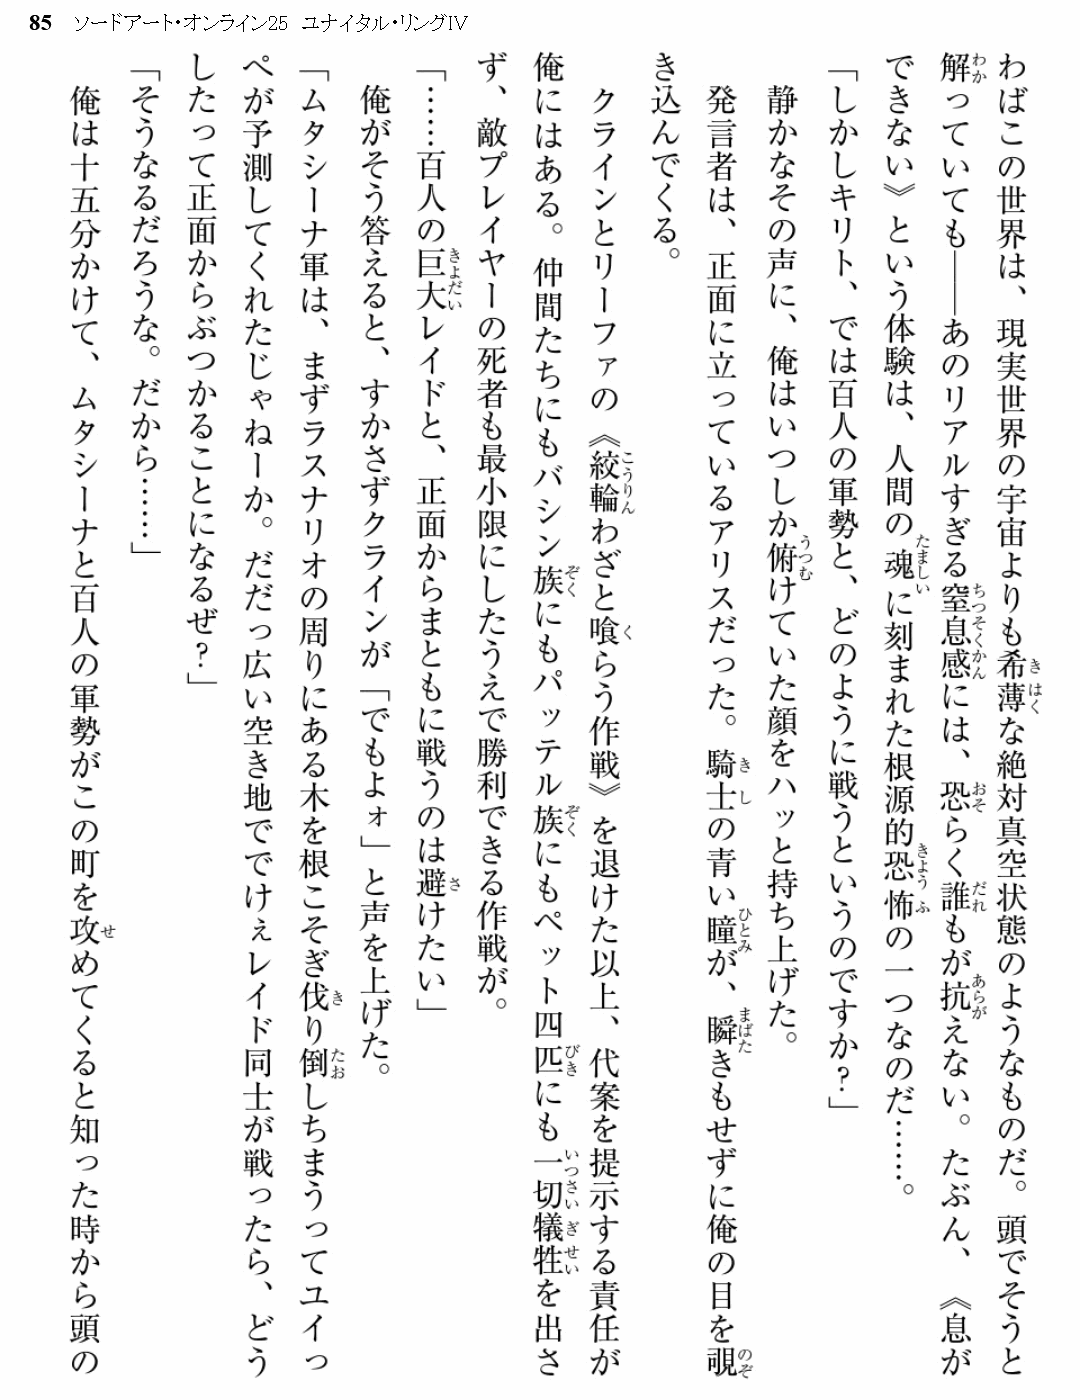 85 ソードアート・オンライン25 ユナイタル・リングIV
わばこの世界は、現実世界の宇宙よりも希薄な絶対真空状態のようなものだ。頭でそうと
解っていても――あのリアルすぎる窒息感には、恐らく誰もが抗えない。たぶん、《息が
できない》という体験は、人間の魂に刻まれた根源的恐怖の一つなのだ……。
「しかしキリト、では百人の軍勢と、どのように戦うというのですか？」
静かなその声に、俺はいつしか俯けていた顔をハッと持ち上げた。
発言者は、正面に立っているアリスだった。騎士の青い瞳が、瞬きもせずに俺の目を覗
き込んでくる。
クラインとリーファの《絞輪わざと喰らう作戦》を退けた以上、代案を提示する責任が
俺にはある。仲間たちにもバシン族にもパッテル族にもペット四匹にも一切犠牲を出さ
ず、敵プレイヤーの死者も最小限にしたうえで勝利できる作戦が。
「……百人の巨大レイドと、正面からまともに戦うのは避けたい」
俺がそう答えると、すかさずクラインが「でもよォ」と声を上げた。
「ムタシーナ軍は、まずラスナリオの周りにある木を根こそぎ伐り倒しちまうってユイっ
ぺが予測してくれたじゃねーか。だだっ広い空き地ででけぇレイド同士が戦ったら、どう
したって正面からぶつかることになるぜ？」
「そうなるだろうな。だから……」
俺は十五分かけて、ムタシーナと百人の軍勢がこの町を攻めてくると知った時から頭の